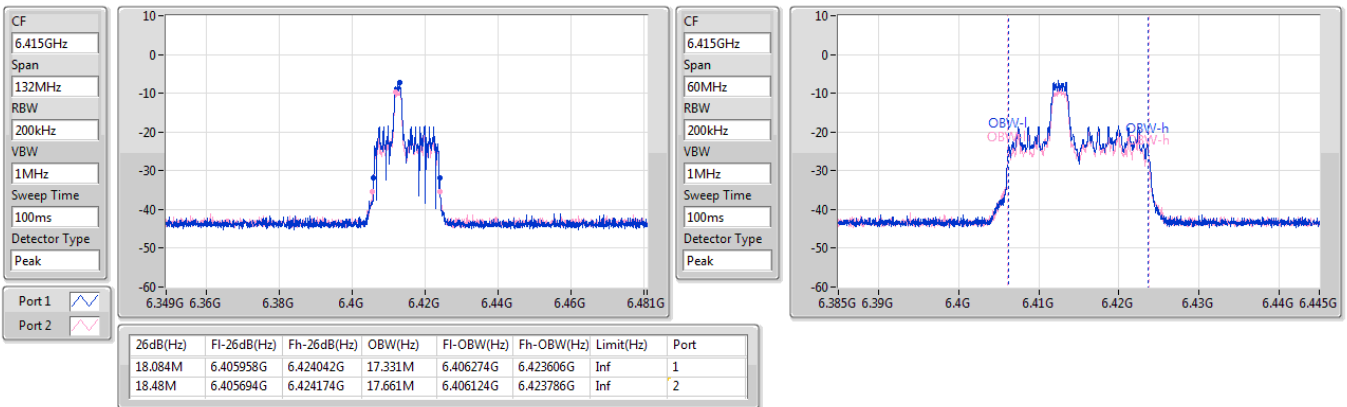 CF
6.415GHz
Span
132MHz
RBW
200kHz
VBW
1MHz
Sweep Time
100ms
Detector Type
Peak
Port 1
Port 2
10
0
-10
-20
-30
-40
-50
-60
6.349G 6.36G 6.38G 6.4G 6.42G 6.44G 6.46G 6.481G
CF
6.415GHz
Span
60MHz
RBW
200kHz
VBW
1MHz
Sweep Time
100ms
Detector Type
Peak
10
0
-10
-20
-30
-40
-50
-60
OBW-l OBW-h
OBW-l OBW-h
6.385G 6.39G 6.4G 6.41G 6.42G 6.43G 6.44G 6.445G
26dB(Hz) Fl-26dB(Hz) Fh-26dB(Hz) OBW(Hz) Fl-OBW(Hz) Fh-OBW(Hz) Limit(Hz) Port
18.084M 6.405958G 6.424042G 17.331M 6.406274G 6.423606G Inf 1
18.48M 6.405694G 6.424174G 17.661M 6.406124G 6.423786G Inf 2